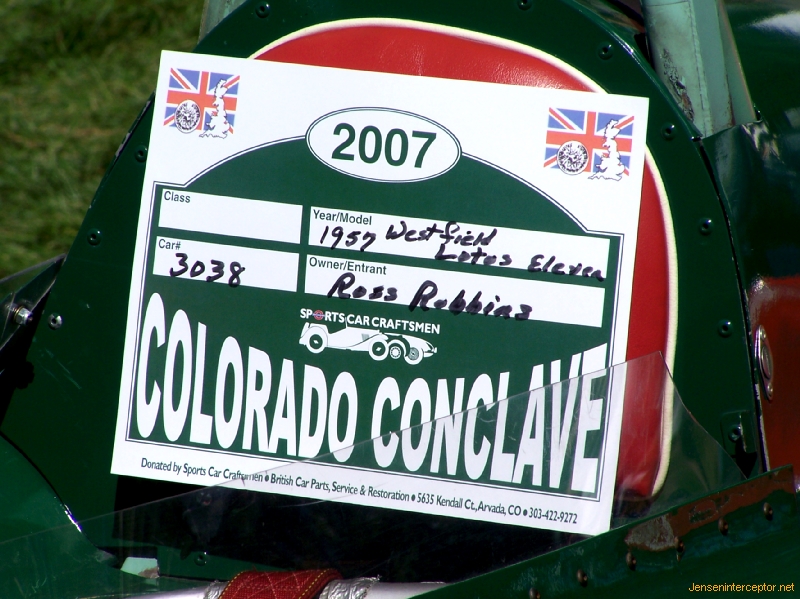 2007
Class
Year/Model
1957 Westfield
Lotus Eleven
Car#
3038
Owner/Entrant
Ross Robbins
SPORTS CAR CRAFTSMEN
COLORADO CONCLAVE
Donated by Sports Car Craftsmen • British Car Parts, Service & Restoration • 5635 Kendall Ct., Arvada, CO • 303-422-9272
Jenseninterceptor.net